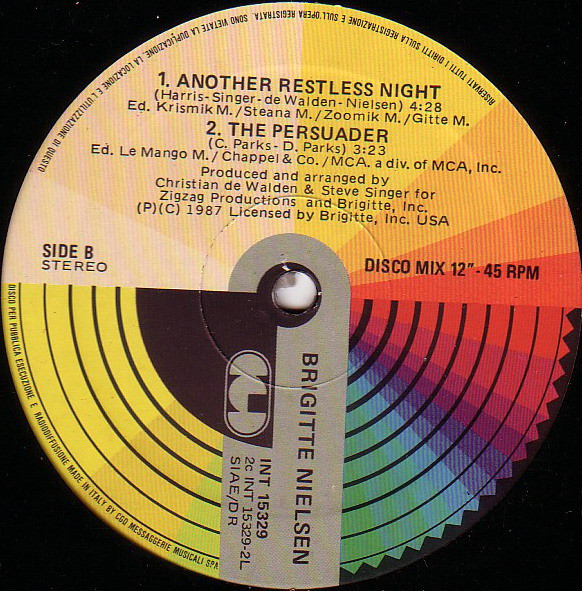 RISERVATI TUTTI I DIRITTI SULLA REGISTRAZIONE E SULL'OPERA REGISTRATA. SONO VIETATE LA DUPLICAZIONE, LA LOCAZIONE E L'UTILIZZAZIONE DI QUESTO
DISCO PER PUBBLICA ESECUZIONE E RADIODIFFUSIONE MADE IN ITALY BY CGD MESSAGGERIE MUSICALI SPA
1. ANOTHER RESTLESS NIGHT
(Harris-Singer-de Walden-Nielsen) 4:28
Ed. Krismik M./Steana M./Zoomik M./Gitte M.
2. THE PERSUADER
(C. Parks-D. Parks) 3:23
Ed. Le Mango M./Chappel & Co./MCA. a div. of MCA, Inc.
Produced and arranged by
Christian de Walden & Steve Singer for
Zigzag Productions and Brigitte, Inc.
(P)(C) 1987 Licensed by Brigitte, Inc. USA
SIDE B
STEREO
DISCO MIX 12"-45 RPM
BRIGITTE NIELSEN
INT 15329
2c INT 15329-2L
SIAE/DR